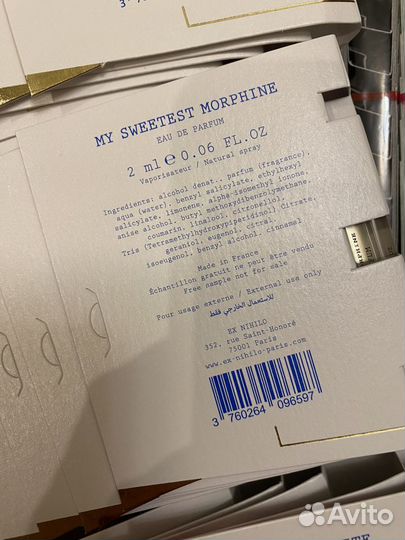 MY SWEETEST MORPHINE
EAU DE PARFUM
2 ml e 0.06 FL.OZ
Vaporisateur / Natural spray
Ingredients: alcohol denat., parfum (fragrance),
aqua (water), benzyl salicylate, ethylhexyl
salicylate, limonene, alpha-isomethyl ionone,
anise alcohol, butyl methoxydibenzoylmethane,
coumarin, linalool, citronellol,
Tris (Tetramethylhydroxypiperidinol) Citrate,
geraniol, eugenol, citral,
isoeugenol, benzyl alcohol, cinnamal
Made in France
Échantillon gratuit ne peut être vendu
Free sample not for sale
Pour usage externe / External use only
للاستعمال الخارجي فقط
EX NIHILO
352, rue Saint-Honoré
75001 Paris
www.ex-nihilo-paris.com
3 760264 096597
Avito